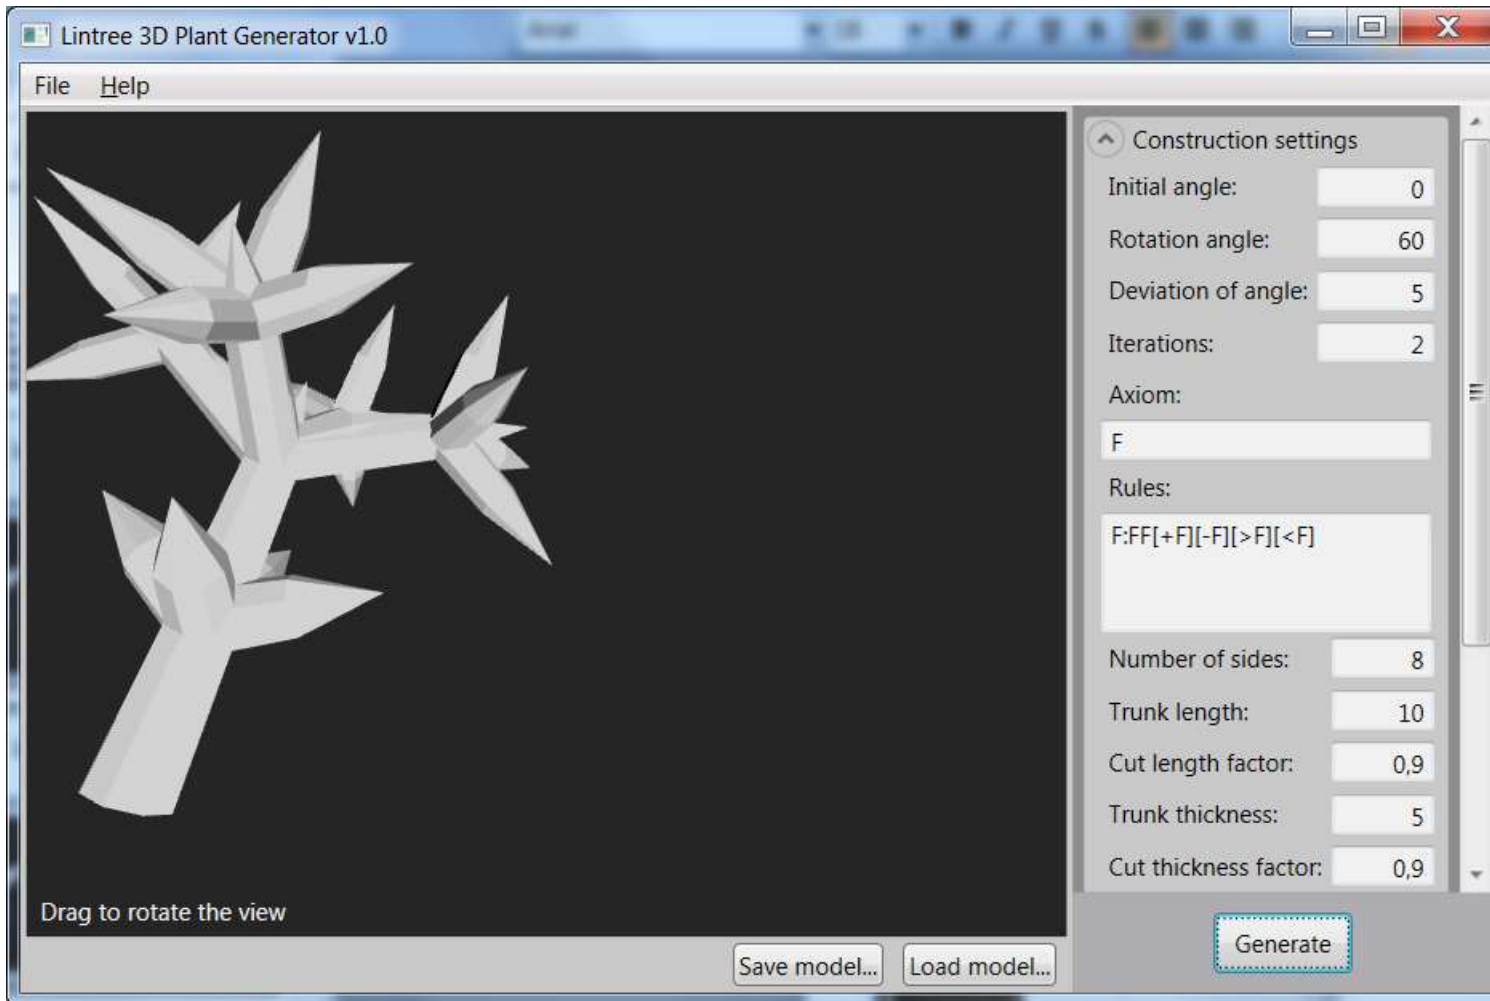 Lintree 3D Plant Generator v1.0
File Help
Construction settings
Initial angle: 0
Rotation angle: 60
Deviation of angle: 5
Iterations: 2
Axiom:
F
Rules:
F:FF[+F][-F][>F][<F]
Number of sides: 8
Trunk length: 10
Cut length factor: 0,9
Trunk thickness: 5
Cut thickness factor: 0,9
Drag to rotate the view
Generate
Save model... Load model...